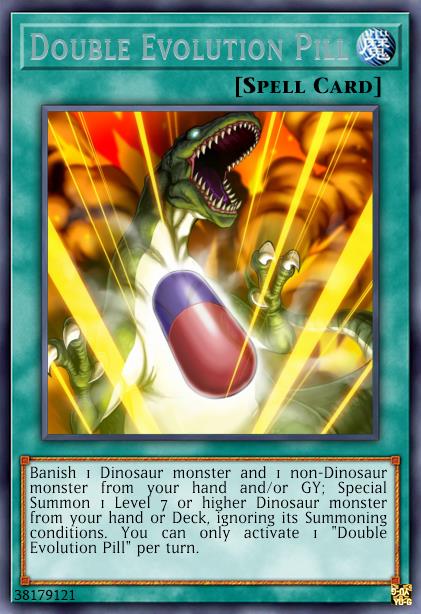 DOUBLE EVOLUTION PILL 魔
[SPELL CARD]
Banish 1 Dinosaur monster and 1 non-Dinosaur
monster from your hand and/or GY; Special
Summon 1 Level 7 or higher Dinosaur monster
from your hand or Deck, ignoring its Summoning
conditions. You can only activate 1 "Double
Evolution Pill" per turn.
38179121